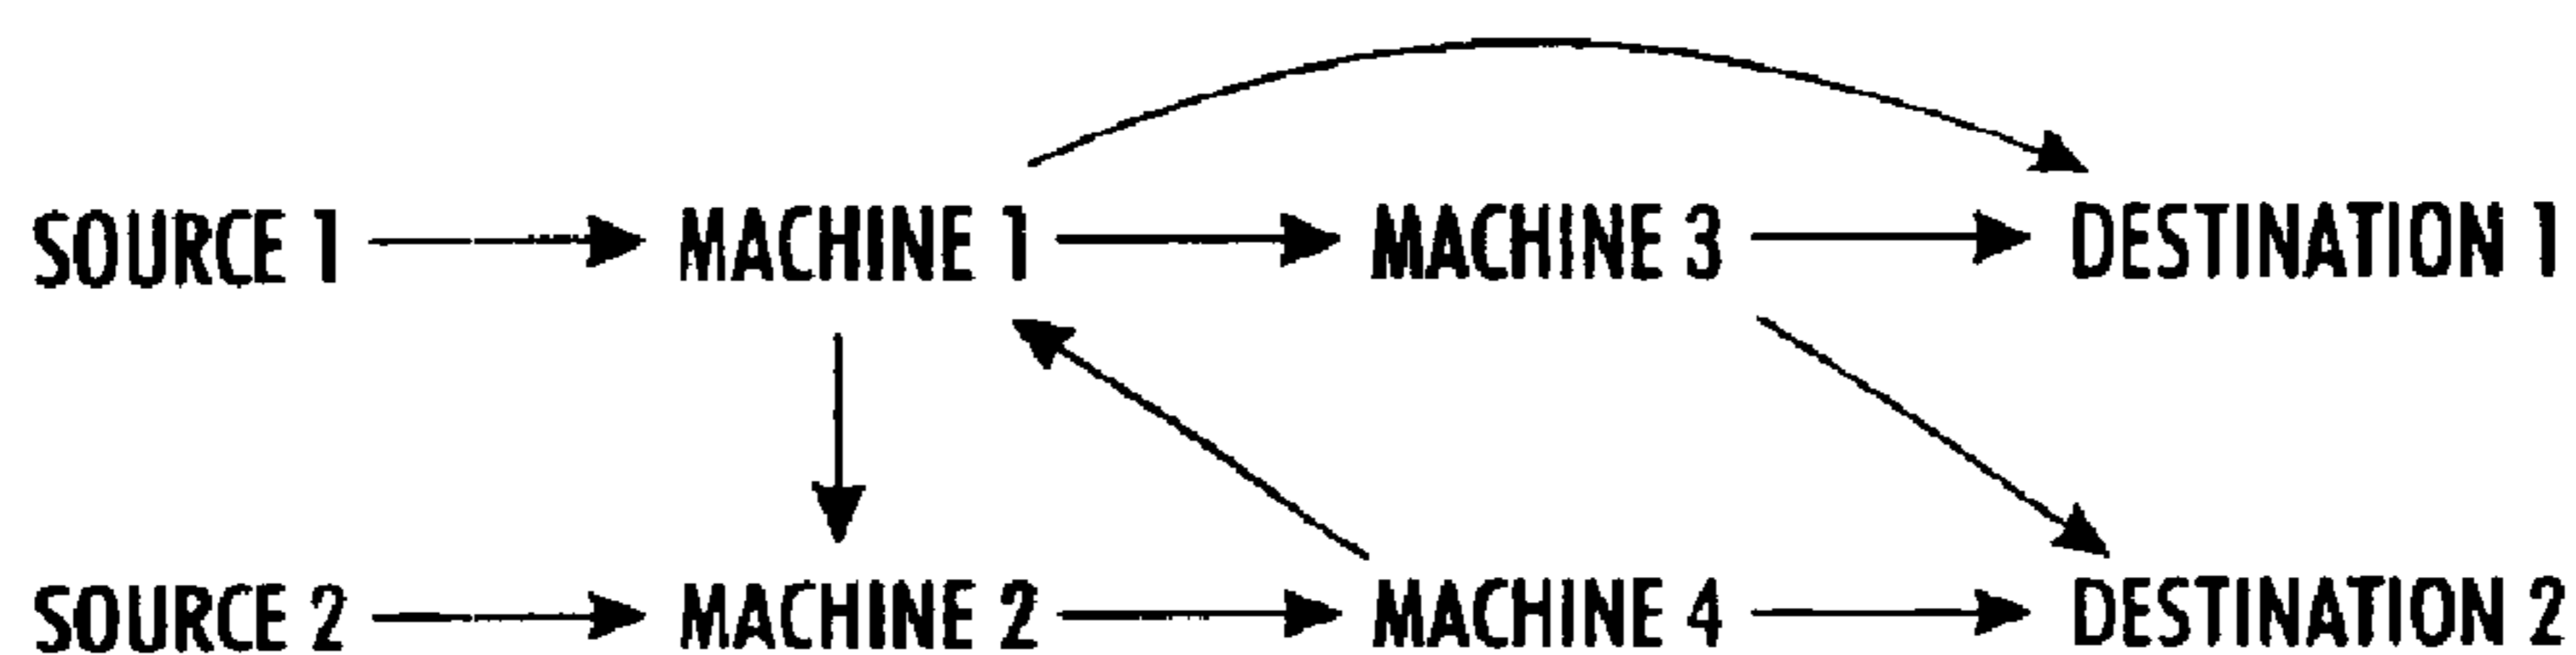 SOURCE 1 MACHINE 1 MACHINE 3 DESTINATION 1
SOURCE 2 MACHINE 2 MACHINE 4 DESTINATION 2